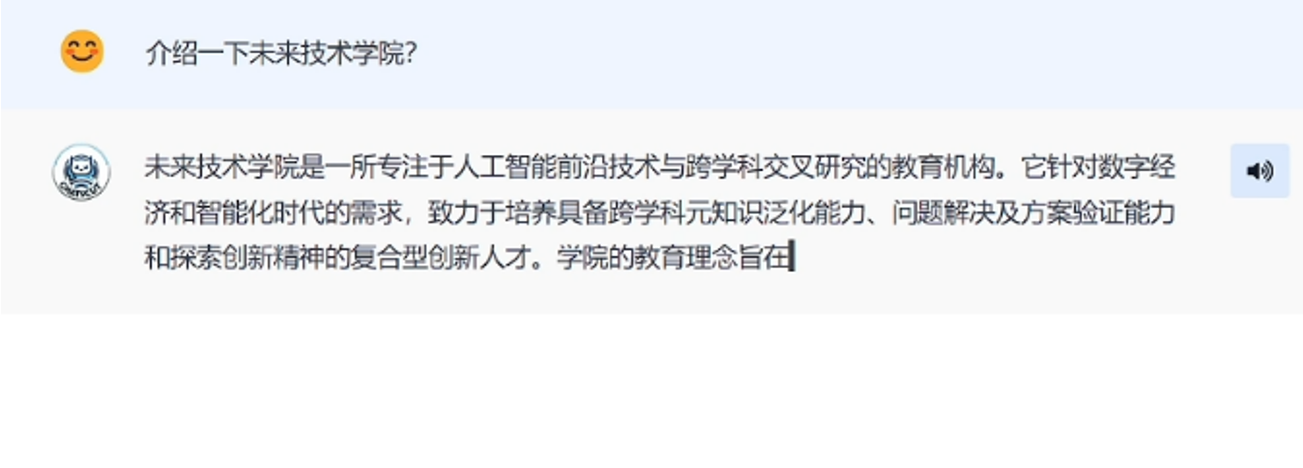 介绍一下未来技术学院?
未来技术学院是一所专注于人工智能前沿技术与跨学科交叉研究的教育机构。它针对数字经
济和智能化时代的需求，致力于培养具备跨学科元知识泛化能力、问题解决及方案验证能力
和探索创新精神的复合型创新人才。学院的教育理念旨在